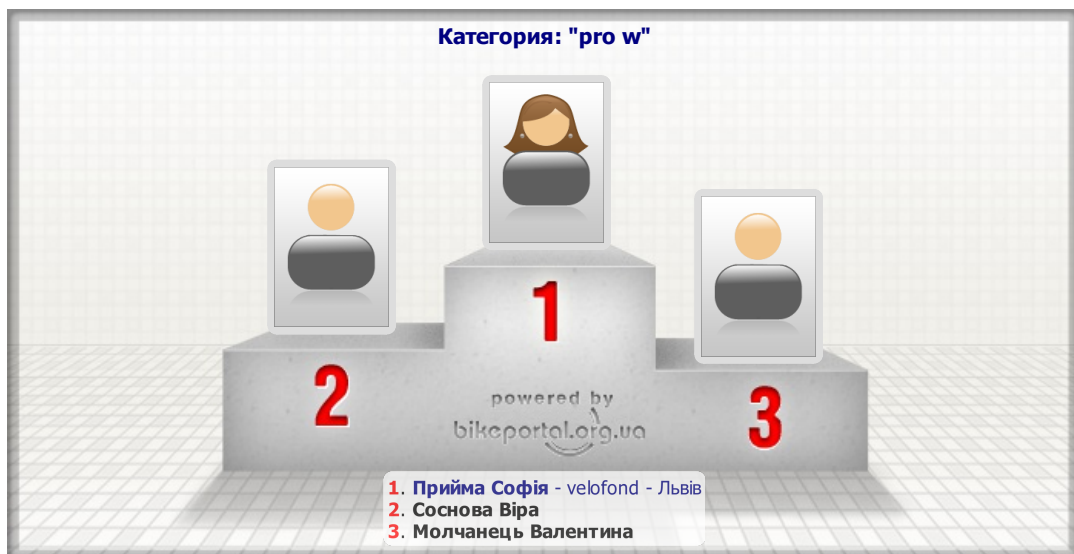 Категория: "pro w"
1
2
3
powered by
bikeportal.org.ua
1. Прийма Софія - velofond - Львів
2. Соснова Віра
3. Молчанець Валентина